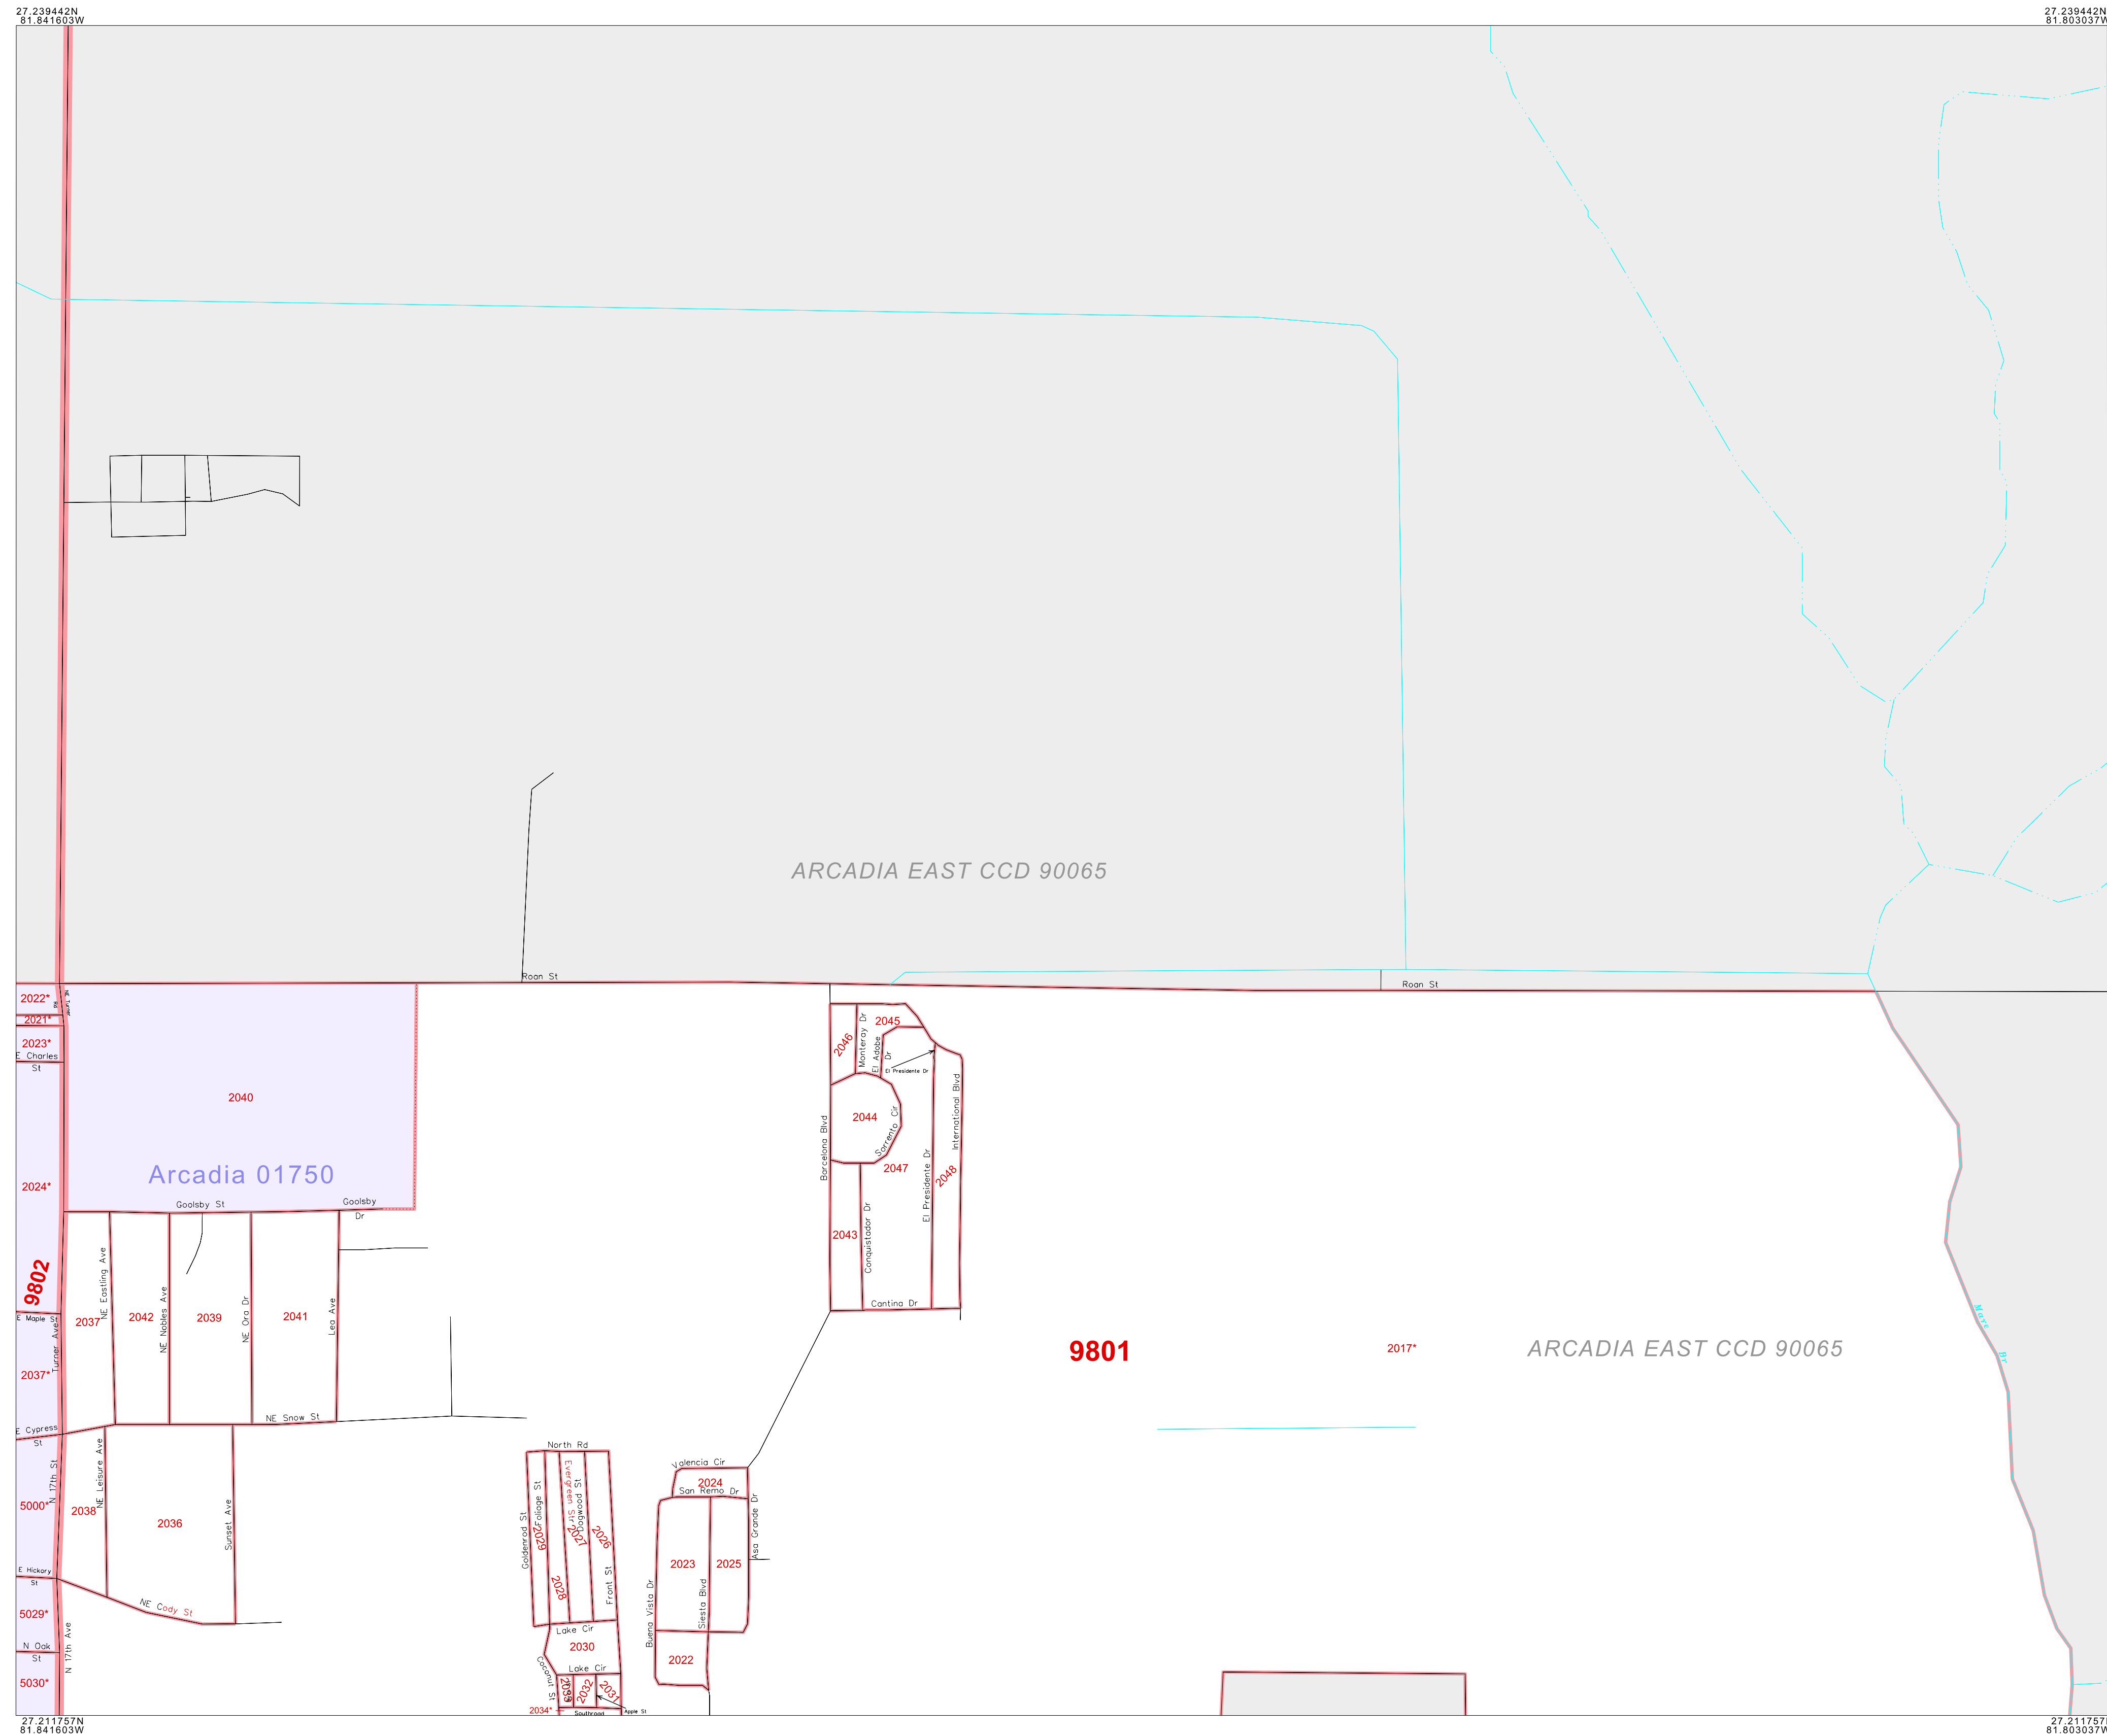 27.239442N
81.841603W
27.239442N
81.803037W
ARCADIA EAST CCD 90065
Roan St
Roan St
2022*
2021*
2023*
E Charles
St
2040
Arcadia 01750
2024*
Goolsby St
Goolsby
Dr
9802
E Maple St
N Turner Ave
2037*
E Cypress
St
2037
NE Eastling Ave
2042
NE Nobles Ave
2039
NE Ora Dr
2041
Lea Ave
NE Snow St
N 17th St
5000*
2038
NE Leisure Ave
2036
Sunset Ave
E Hickory
St
NE Cody St
5029*
N Oak
St
5030*
N 17th Ave
2046
Monteray Dr
2045
El Adobe
Dr
El Presidente Dr
2044
Sorrento Cir
Barcelona Blvd
2047
El Presidente Dr
International Blvd
2048
2043
Conquistador Dr
Cantina Dr
9801
2017*
ARCADIA EAST CCD 90065
Mare
Br
North Rd
Goldenrod St
Foliage St
2029
Evergreen Str
2028
Dogwood St
2027
2026
Front St
Lake Cir
2030
Lake Cir
Coconut St
2033
2032
2031
2034*
Southroad
Apple St
Valencia Cir
2024
San Remo Dr
2023
2025
Asa Grande Dr
Buena Vista Dr
Siesta Blvd
2022
27.211757N
81.841603W
27.211757N
81.803037W